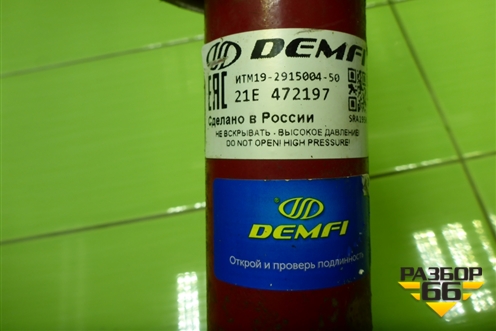 DEMFI
ИТМ19-2915004-50
EAC
21E 472197
Сделано в России
НЕ ВСКРЫВАТЬ - ВЫСОКОЕ ДАВЛЕНИЕ!
DO NOT OPEN! HIGH PRESSURE!
DEMFI
Открой и проверь подлинность
РАЗБОР
66